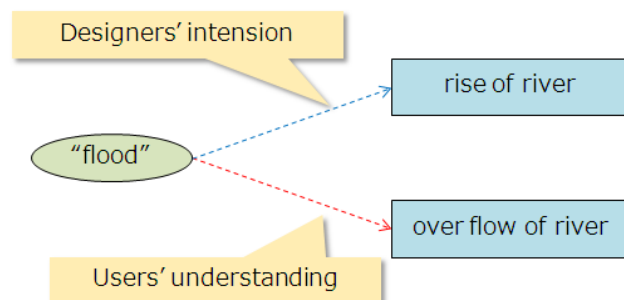 Designers’ intension
rise of river
“flood”
over flow of river
Users’ understanding